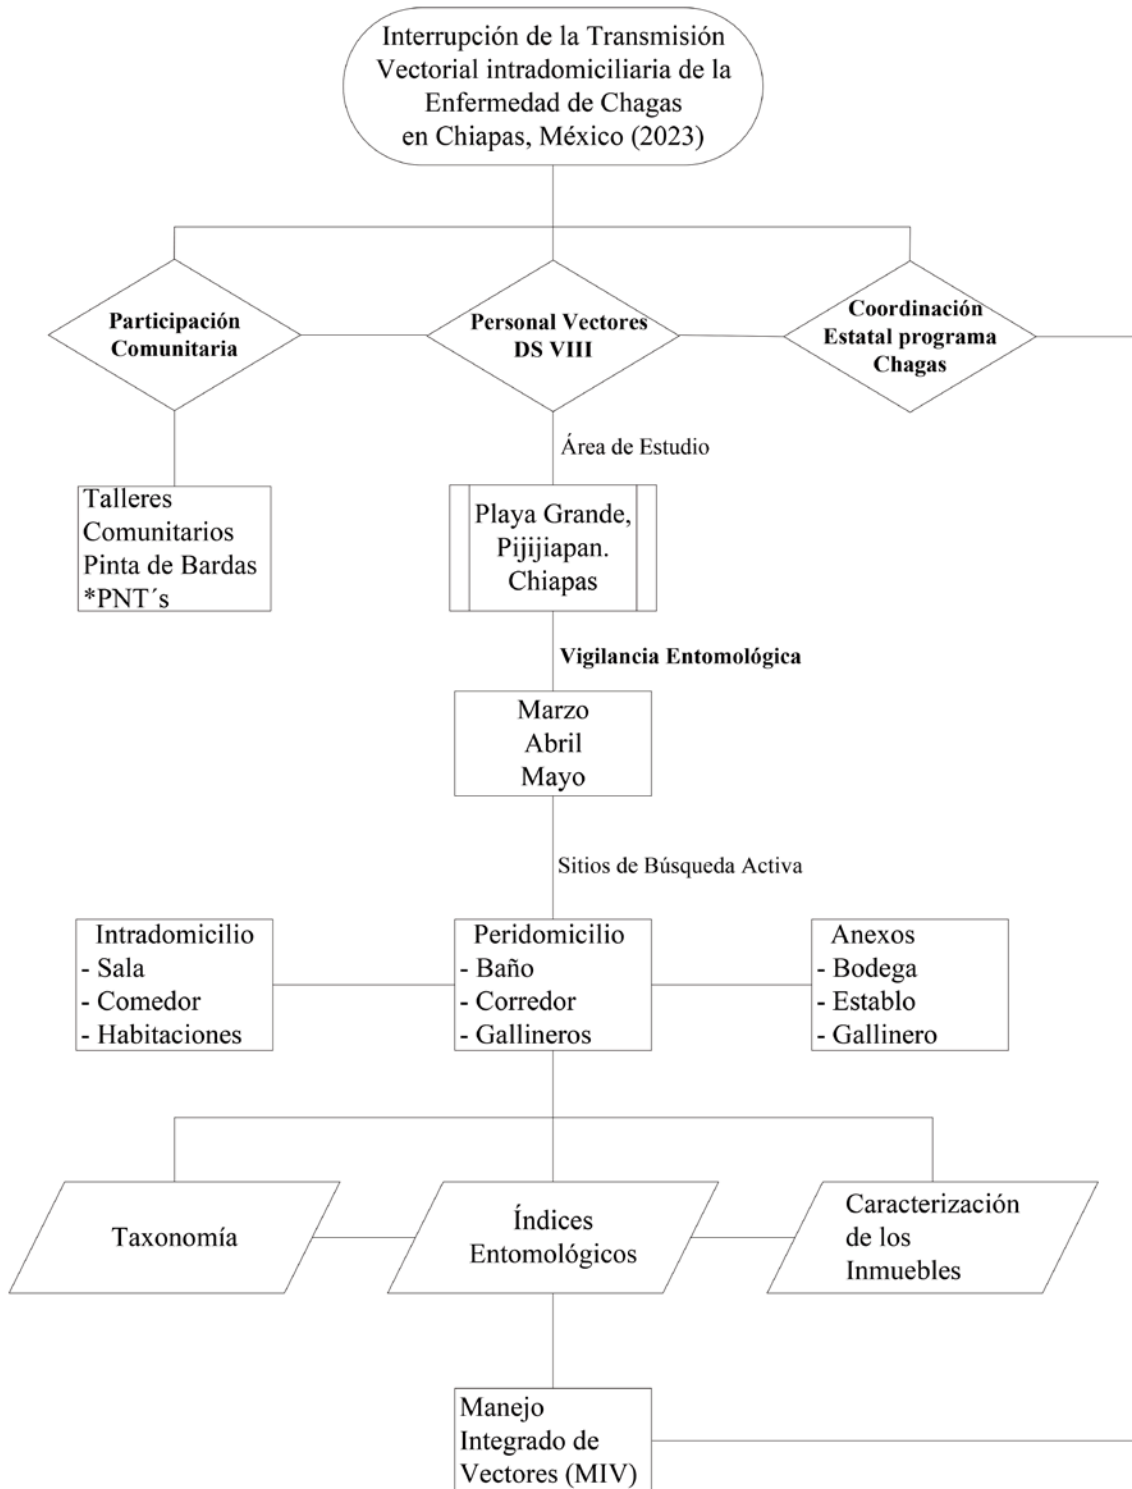 Interrupción de la Transmisión
Vectorial intradomiciliaria de la
Enfermedad de Chagas
en Chiapas, México (2023)
Participación
Comunitaria
Personal Vectores
DS VIII
Coordinación
Estatal programa
Chagas
Talleres
Comunitarios
Pinta de Bardas
*PNT´s
Área de Estudio
Playa Grande,
Pijijiapan.
Chiapas
Vigilancia Entomológica
Marzo
Abril
Mayo
Sitios de Búsqueda Activa
Intradomicilio
- Sala
- Comedor
- Habitaciones
Peridomicilio
- Baño
- Corredor
- Gallineros
Anexos
- Bodega
- Establo
- Gallinero
Taxonomía
Índices
Entomológicos
Caracterización
de los
Inmuebles
Manejo
Integrado de
Vectores (MIV)